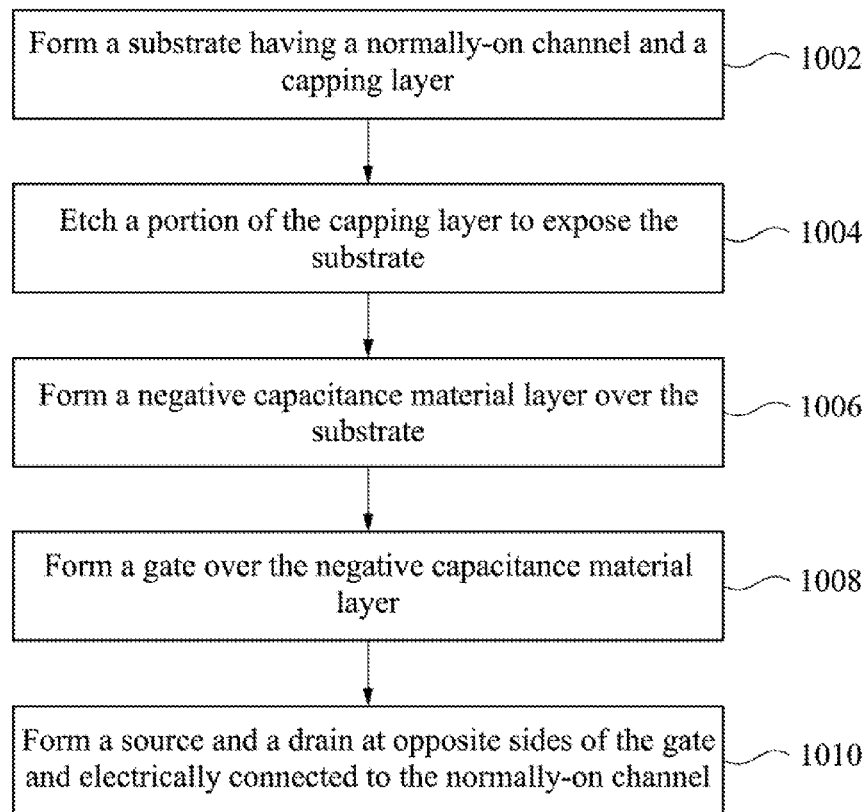 Form a substrate having a normally-on channel and a
capping layer
1002
Etch a portion of the capping layer to expose the
substrate
1004
Form a negative capacitance material layer over the
substrate
1006
Form a gate over the negative capacitance material
layer
1008
Form a source and a drain at opposite sides of the gate
and electrically connected to the normally-on channel
1010